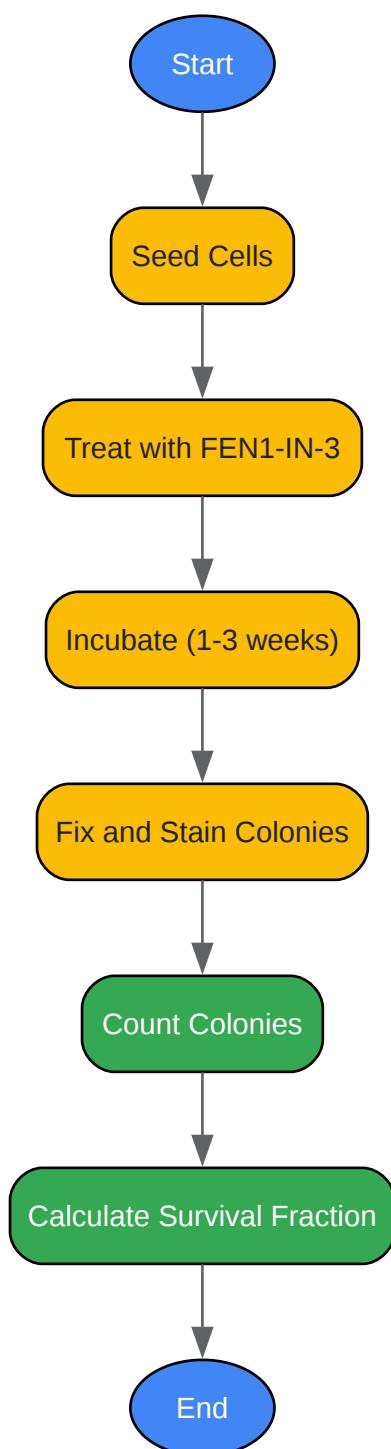 Start
Seed Cells
Treat with FEN1-IN-3
Incubate (1-3 weeks)
Fix and Stain Colonies
Count Colonies
Calculate Survival Fraction
End